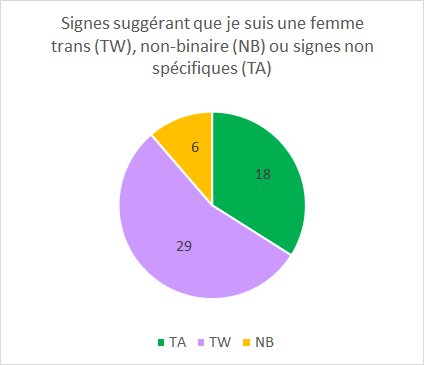 Signes suggérant que je suis une femme
trans (TW), non-binaire (NB) ou signes non
spécifiques (TA)
6
18
29
TA TW NB